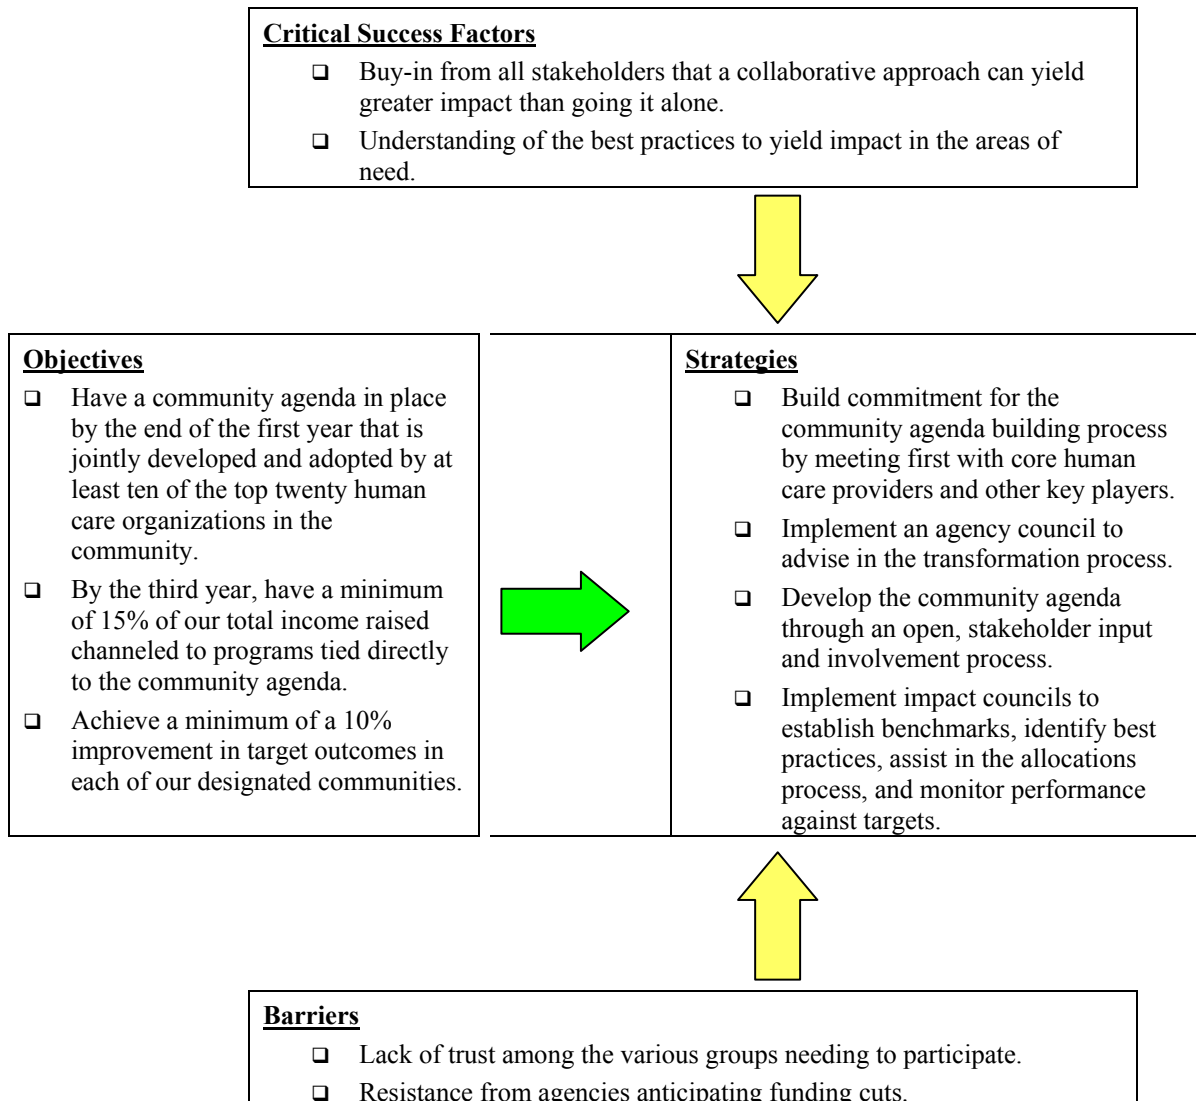 Critical Success Factors
❑ Buy-in from all stakeholders that a collaborative approach can yield
greater impact than going it alone.
❑ Understanding of the best practices to yield impact in the areas of
need.
Objectives
❑ Have a community agenda in place
by the end of the first year that is
jointly developed and adopted by at
least ten of the top twenty human
care organizations in the
community.
❑ By the third year, have a minimum
of 15% of our total income raised
channeled to programs tied directly
to the community agenda.
❑ Achieve a minimum of a 10%
improvement in target outcomes in
each of our designated communities.
Strategies
❑ Build commitment for the
community agenda building process
by meeting first with core human
care providers and other key players.
❑ Implement an agency council to
advise in the transformation process.
❑ Develop the community agenda
through an open, stakeholder input
and involvement process.
❑ Implement impact councils to
establish benchmarks, identify best
practices, assist in the allocations
process, and monitor performance
against targets.
Barriers
❑ Lack of trust among the various groups needing to participate.
❑ Resistance from agencies anticipating funding cuts.